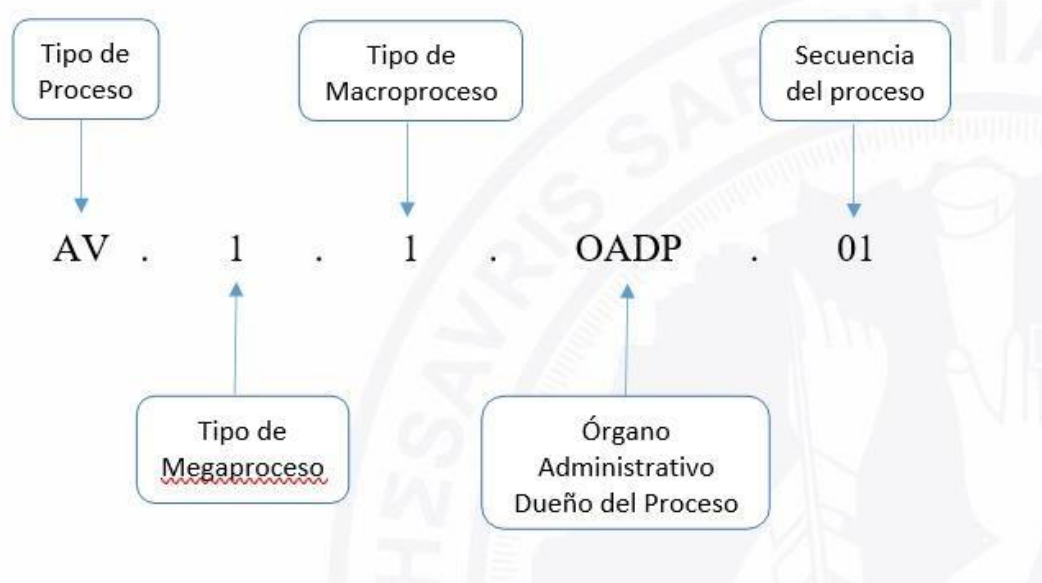 Tipo de
Proceso
Tipo de
Macroproceso
Secuencia
del proceso
AV . 1 . 1 . OADP . 01
Tipo de
Megaproceso
Órgano
Administrativo
Dueño del Proceso